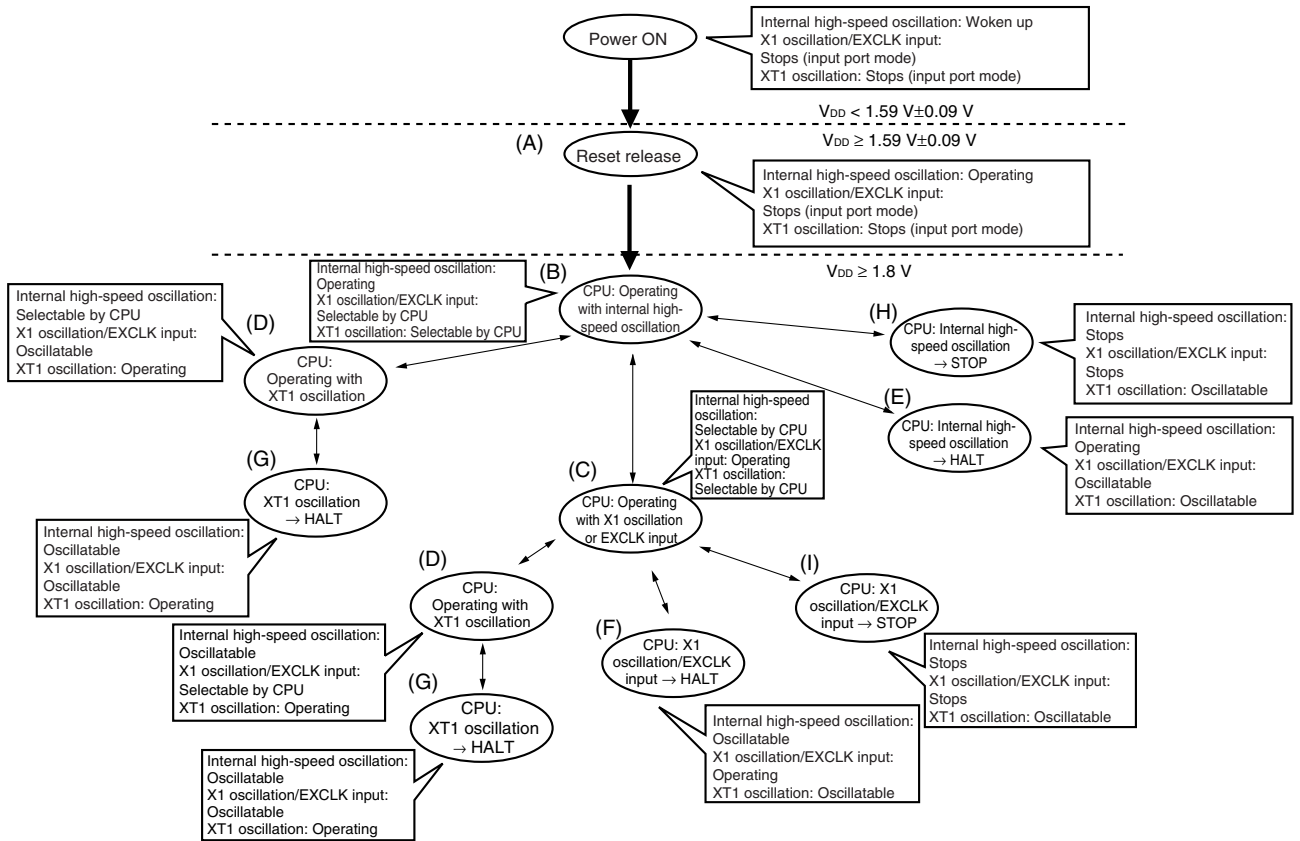 Power ON
Internal high-speed oscillation: Woken up
X1 oscillation/EXCLK input:
Stops (input port mode)
XT1 oscillation: Stops (input port mode)
VDD < 1.59 V±0.09 V
VDD ≥ 1.59 V±0.09 V
(A)
Reset release
Internal high-speed oscillation: Operating
X1 oscillation/EXCLK input:
Stops (input port mode)
XT1 oscillation: Stops (input port mode)
VDD ≥ 1.8 V
(B)
CPU: Operating
with internal high-
speed oscillation
Internal high-speed oscillation:
Operating
X1 oscillation/EXCLK input:
Selectable by CPU
XT1 oscillation: Selectable by CPU
Internal high-speed oscillation:
Selectable by CPU
X1 oscillation/EXCLK input:
Oscillatable
XT1 oscillation: Operating
(D)
CPU:
Operating with
XT1 oscillation
(H)
CPU: Internal high-
speed oscillation
→ STOP
Internal high-speed oscillation:
Stops
X1 oscillation/EXCLK input:
Stops
XT1 oscillation: Oscillatable
(E)
CPU: Internal high-
speed oscillation
→ HALT
Internal high-speed oscillation:
Operating
X1 oscillation/EXCLK input:
Oscillatable
XT1 oscillation: Oscillatable
Internal high-speed
oscillation:
Selectable by CPU
X1 oscillation/EXCLK
input: Operating
XT1 oscillation:
Selectable by CPU
(G)
CPU:
XT1 oscillation
→ HALT
Internal high-speed oscillation:
Oscillatable
X1 oscillation/EXCLK input:
Oscillatable
XT1 oscillation: Operating
(C)
CPU: Operating
with X1 oscillation
or EXCLK input
(D)
CPU:
Operating with
XT1 oscillation
Internal high-speed oscillation:
Oscillatable
X1 oscillation/EXCLK input:
Selectable by CPU
XT1 oscillation: Operating
(I)
CPU: X1
oscillation/EXCLK
input → STOP
Internal high-speed oscillation:
Stops
X1 oscillation/EXCLK input:
Stops
XT1 oscillation: Oscillatable
(F)
CPU: X1
oscillation/EXCLK
input → HALT
Internal high-speed oscillation:
Oscillatable
X1 oscillation/EXCLK input:
Operating
XT1 oscillation: Oscillatable
(G)
CPU:
XT1 oscillation
→ HALT
Internal high-speed oscillation:
Oscillatable
X1 oscillation/EXCLK input:
Oscillatable
XT1 oscillation: Operating